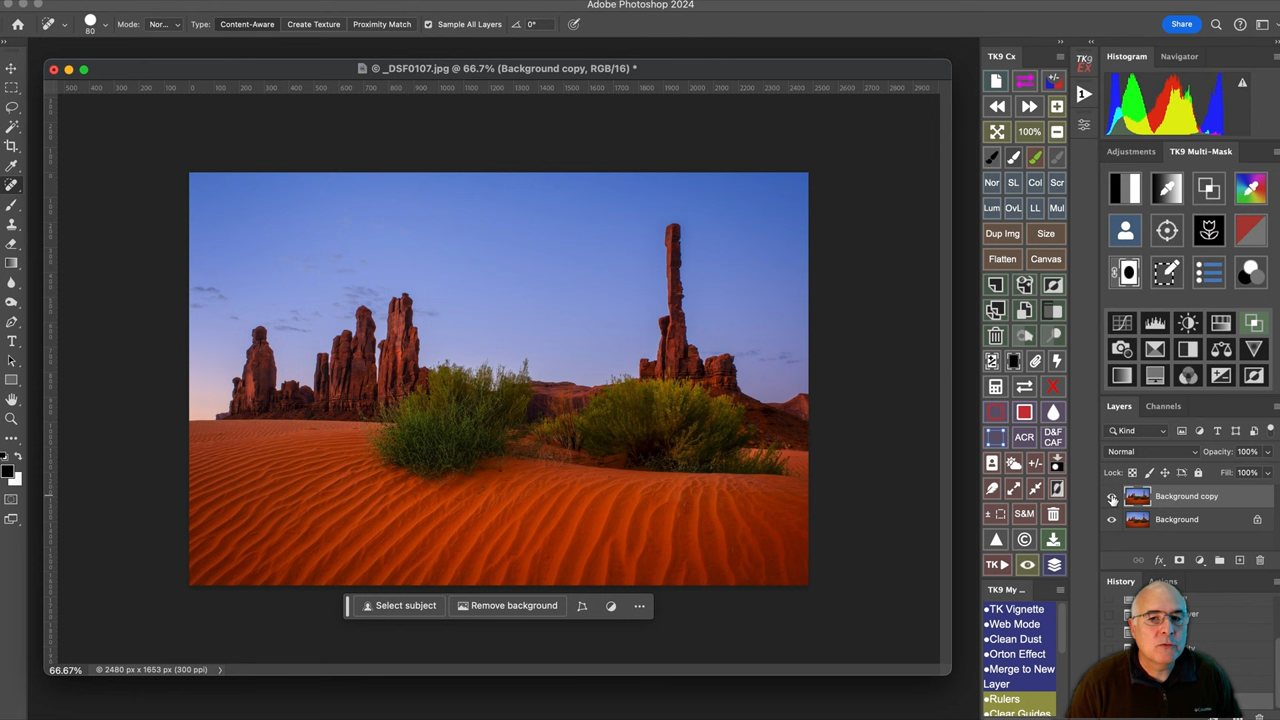 Adobe Photoshop 2024
80 Mode: Nor... Type: Content-Aware Create Texture Proximity Match Sample All Layers 0° Share
© _DSF0107.jpg @ 66.7% (Background copy, RGB/16) *
500 400 300 200 100 0 100 200 300 400 500 600 700 800 900 1000 1100 1200 1300 1400 1500 1600 1700 1800 1900 2000 2100 2200 2300 2400 2500 2600 2700 2800 2900
Select subject Remove background
66.67% © 2480 px x 1653 px (300 ppi)
TK9 Cx
100%
Nor SL Col Scr
Lum OvL LL Mul
Dup Img Size
Flatten Canvas
ACR D&F CAF
+/-
S&M
TK
TK9 My ...
TK Vignette
Web Mode
Clean Dust
Orton Effect
Merge to New
Layer
Rulers
Clear Guides
TK9
EX
1
Histogram Navigator
Adjustments TK9 Multi-Mask
Layers Channels
Kind
Normal Opacity: 100%
Lock: Fill: 100%
Background copy
Background
fx
History Actions
Columbia